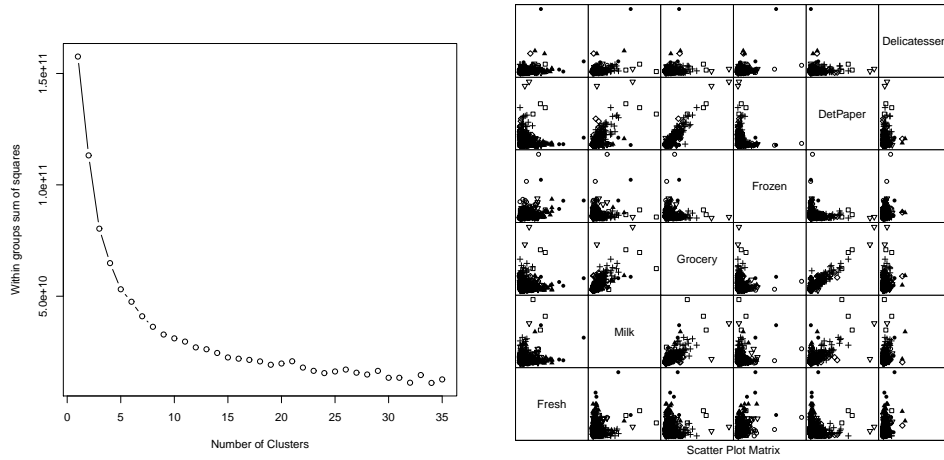 Within groups sum of squares
1.5e+11
1.0e+11
5.0e+10
0 5 10 15 20 25 30 35
Number of Clusters
Delicatessen
DetPaper
Frozen
Grocery
Milk
Fresh
Scatter Plot Matrix